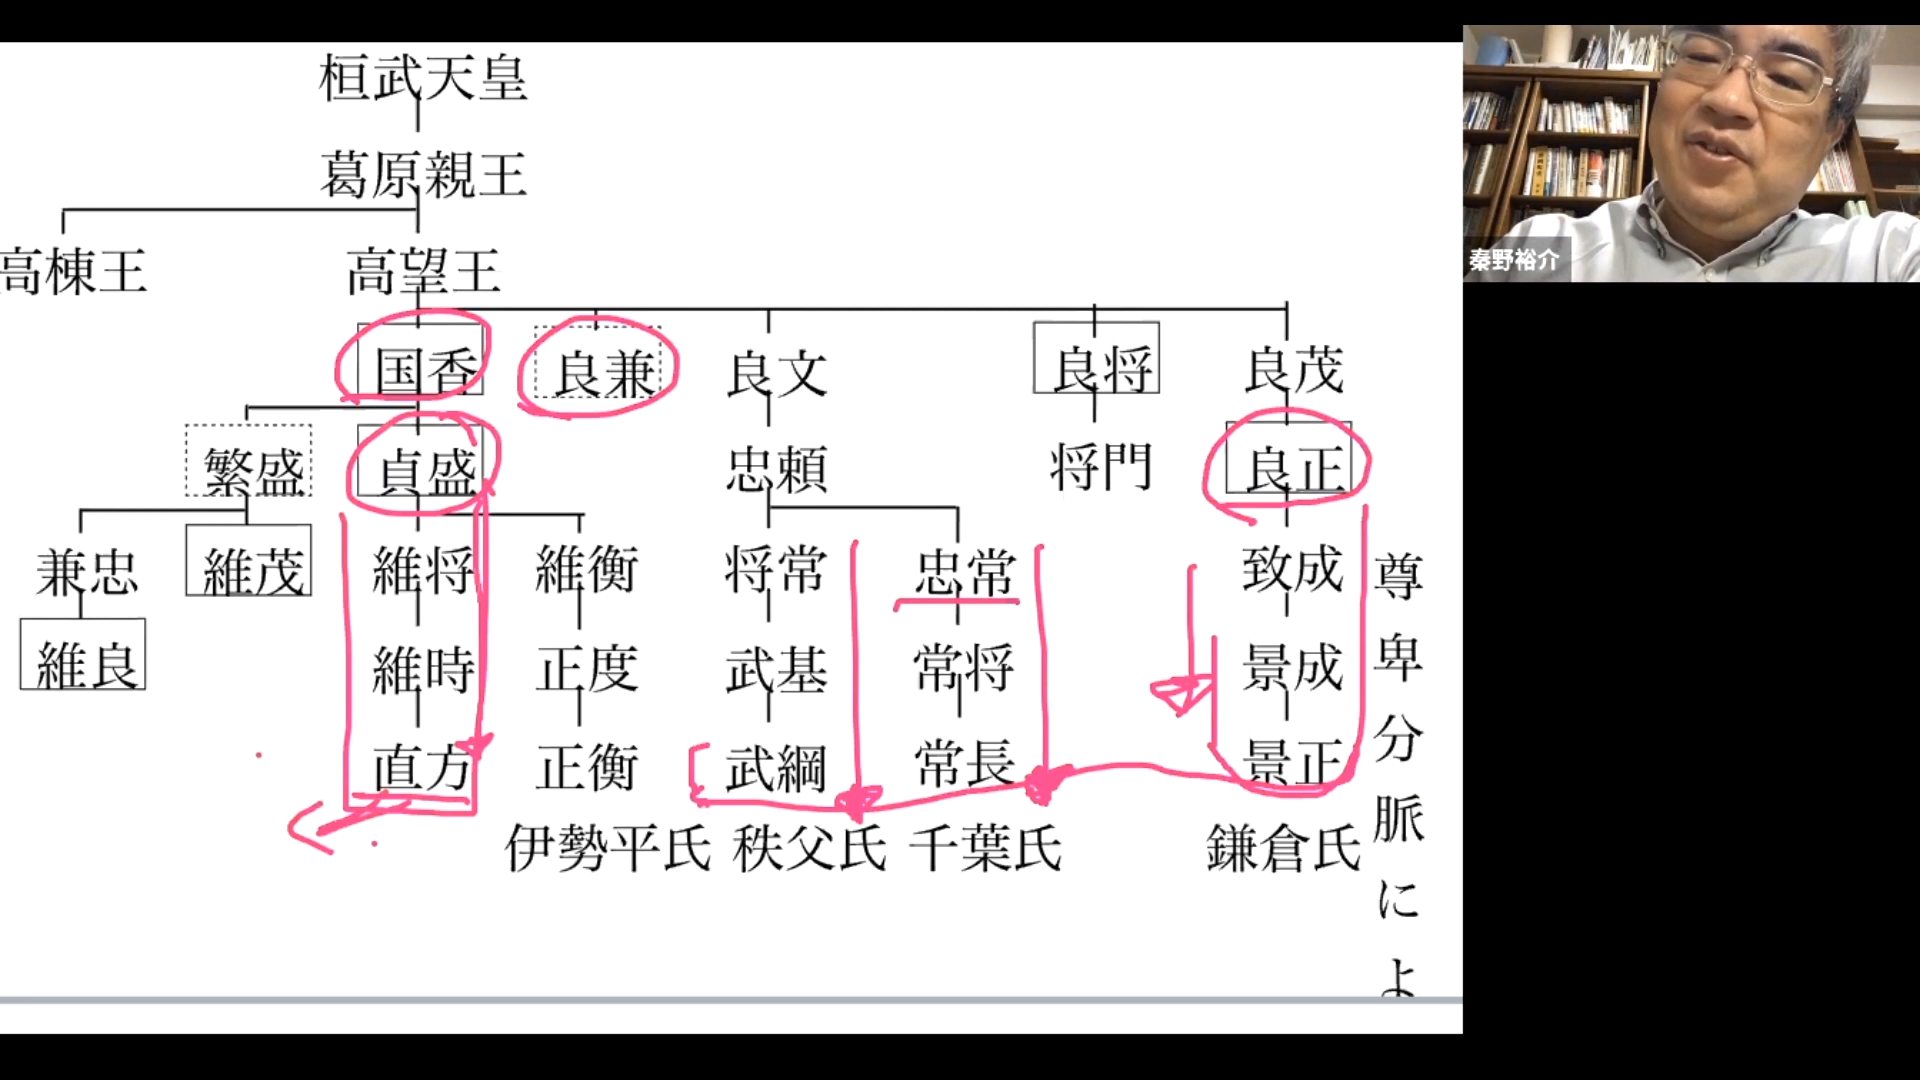 桓武天皇
葛原親王
高棟王 高望王
国香 良兼 良文 良将 良茂
繁盛 貞盛 忠頼 将門 良正
兼忠 維茂 維将 維衡 将常 忠常 致成
維良 維時 正度 武基 常将 景成
直方 正衡 武綱 常長 景正
伊勢平氏 秩父氏 千葉氏 鎌倉氏
尊卑分脈によ
秦野裕介